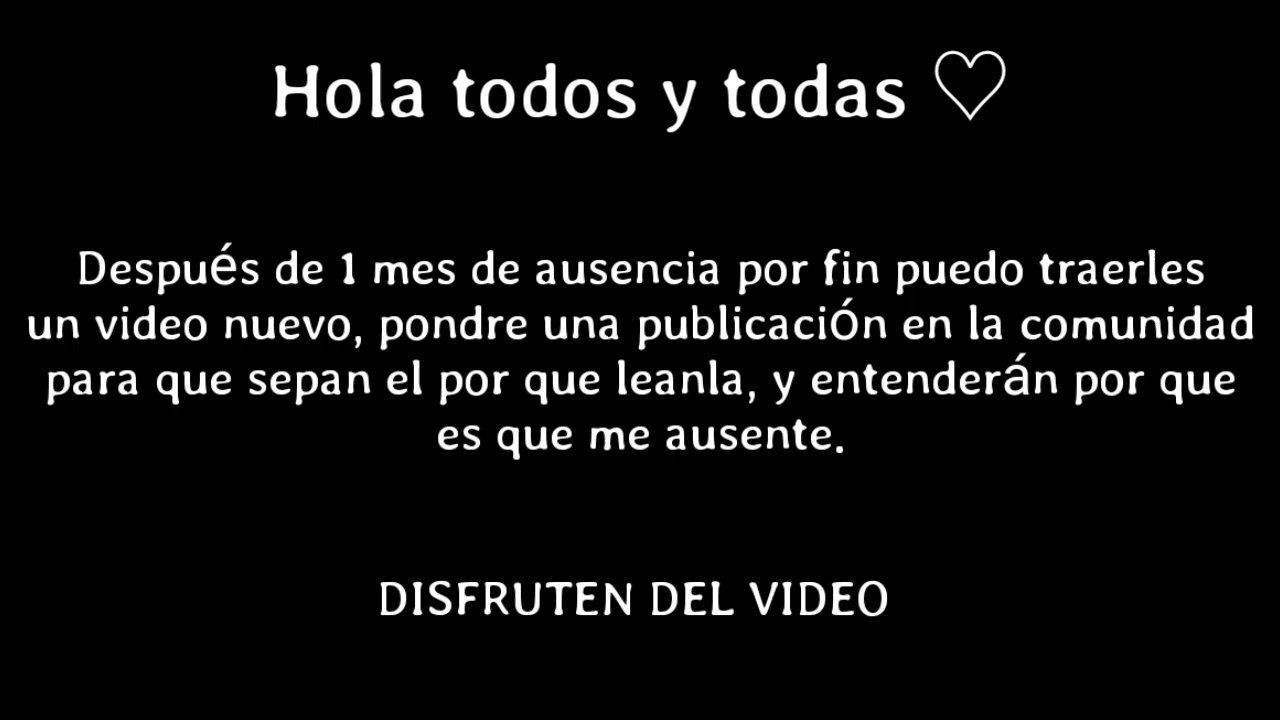 Hola todos y todas ♡
Después de 1 mes de ausencia por fin puedo traerles
un video nuevo, pondre una publicación en la comunidad
para que sepan el por que leanla, y entenderán por que
es que me ausente.
DISFRUTEN DEL VIDEO